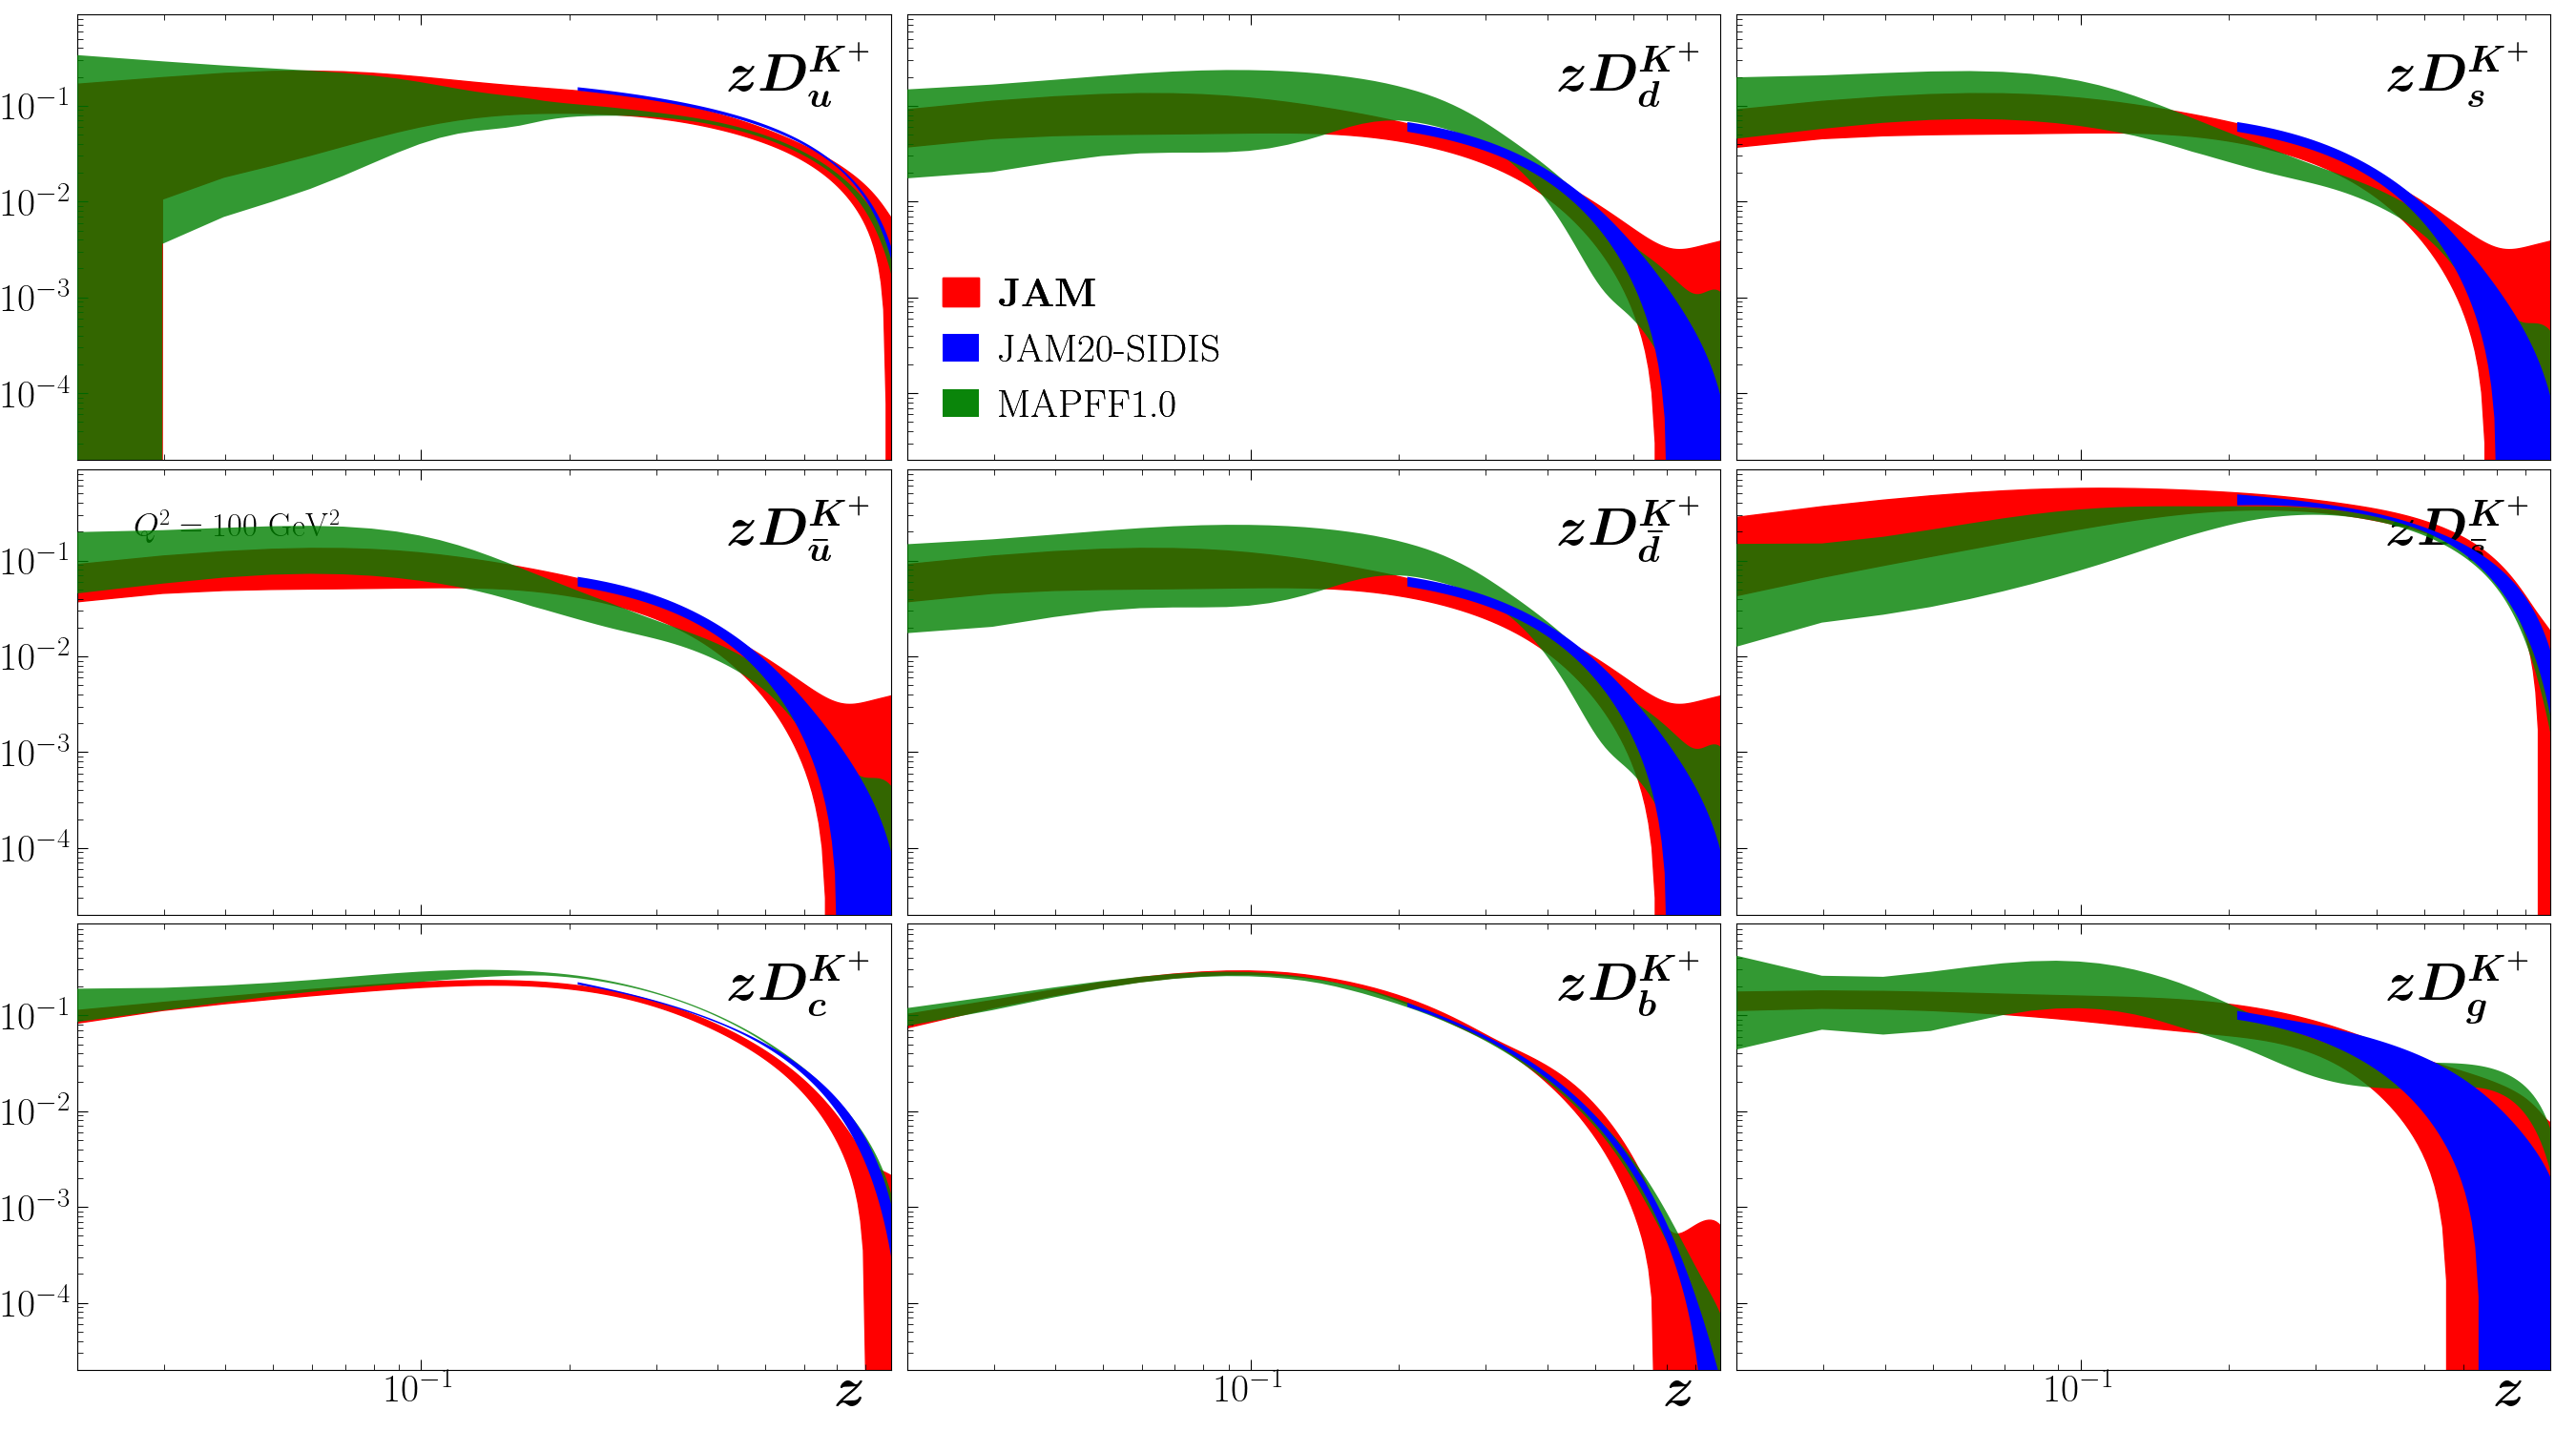 zD_u^{K^+}
zD_d^{K^+}
zD_s^{K^+}
10^{-1}
10^{-2}
10^{-3}
10^{-4}
JAM
JAM20-SIDIS
MAPFF1.0
Q^2 = 100 GeV^2
zD_{\bar{u}}^{K^+}
zD_{\bar{d}}^{K^+}
zD_{\bar{s}}^{K^+}
10^{-1}
10^{-2}
10^{-3}
10^{-4}
zD_c^{K^+}
zD_b^{K^+}
zD_g^{K^+}
10^{-1}
10^{-2}
10^{-3}
10^{-4}
10^{-1} z
10^{-1} z
10^{-1} z